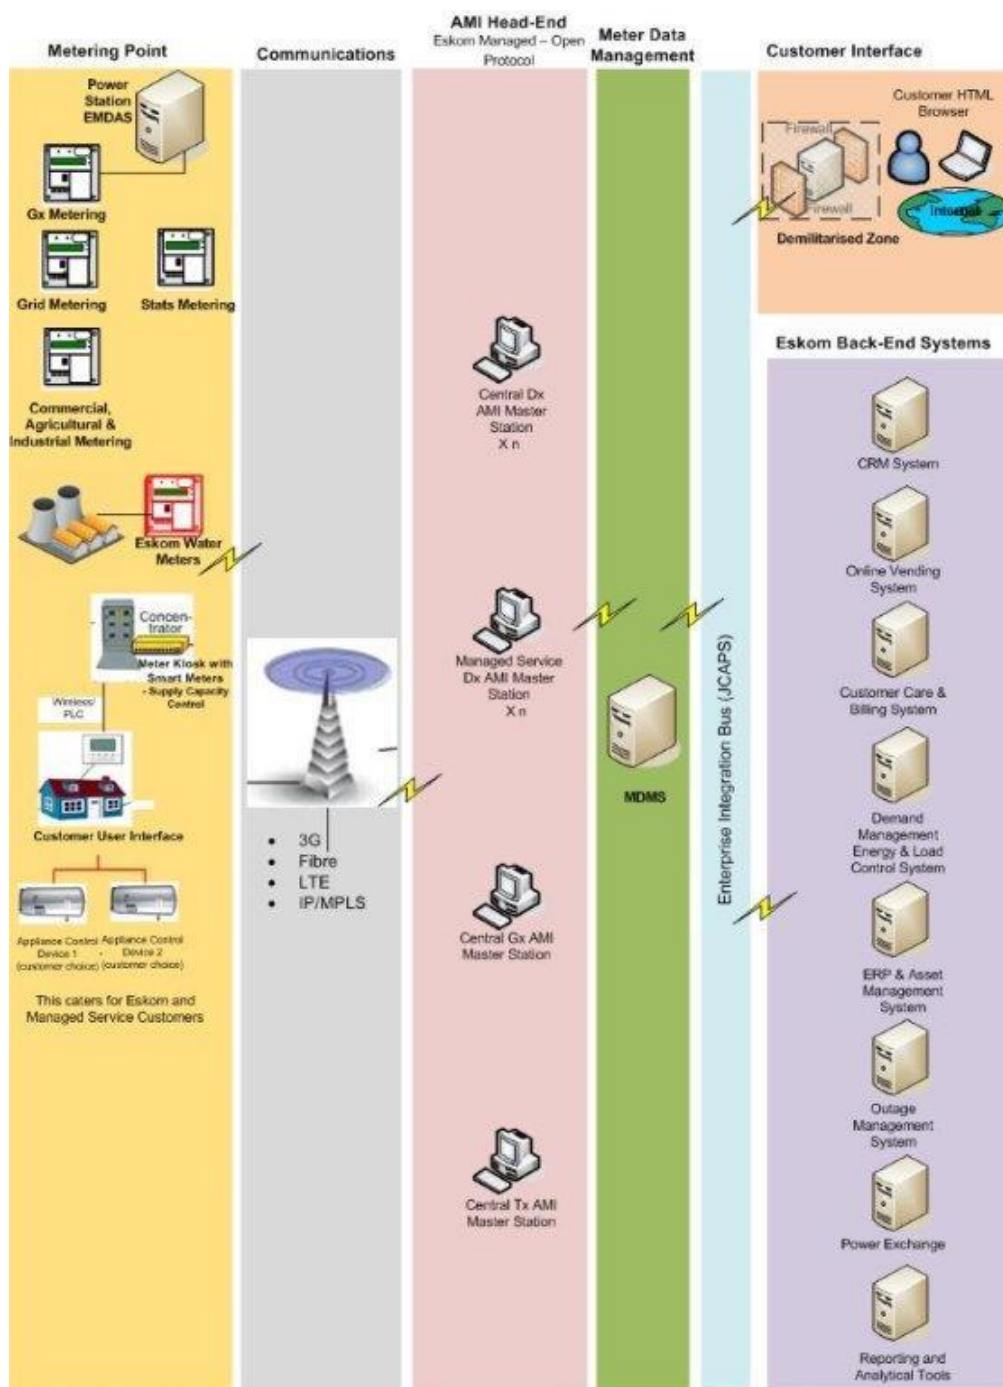 Metering Point
Power
Station
EMDAS
Gx Metering
Grid Metering
Stats Metering
Commercial,
Agricultural &
Industrial Metering
Eskom Water
Meters
Concen-
trator
Meter Kiosk with
Smart Meters
- Supply Capacity
Control
Wireless/
PLC
Customer User Interface
Appliance Control
Device 1
(customer choice)
Appliance Control
Device 2
(customer choice)
This caters for Eskom and
Managed Service Customers
Communications
• 3G
• Fibre
• LTE
• IP/MPLS
AMI Head-End
Eskom Managed – Open
Protocol
Central Dx
AMI Master
Station
X n
Managed Service
Dx AMI Master
Station
X n
Central Gx AMI
Master Station
Central Tx AMI
Master Station
Meter Data
Management
MDMS
Enterprise Integration Bus (JCAPS)
Customer Interface
Customer HTML
Browser
Firewall
Firewall
Internet
Demilitarised Zone
Eskom Back-End Systems
CRM System
Online Vending
System
Customer Care &
Billing System
Demand
Management
Energy & Load
Control System
ERP & Asset
Management
System
Outage
Management
System
Power Exchange
Reporting and
Analytical Tools